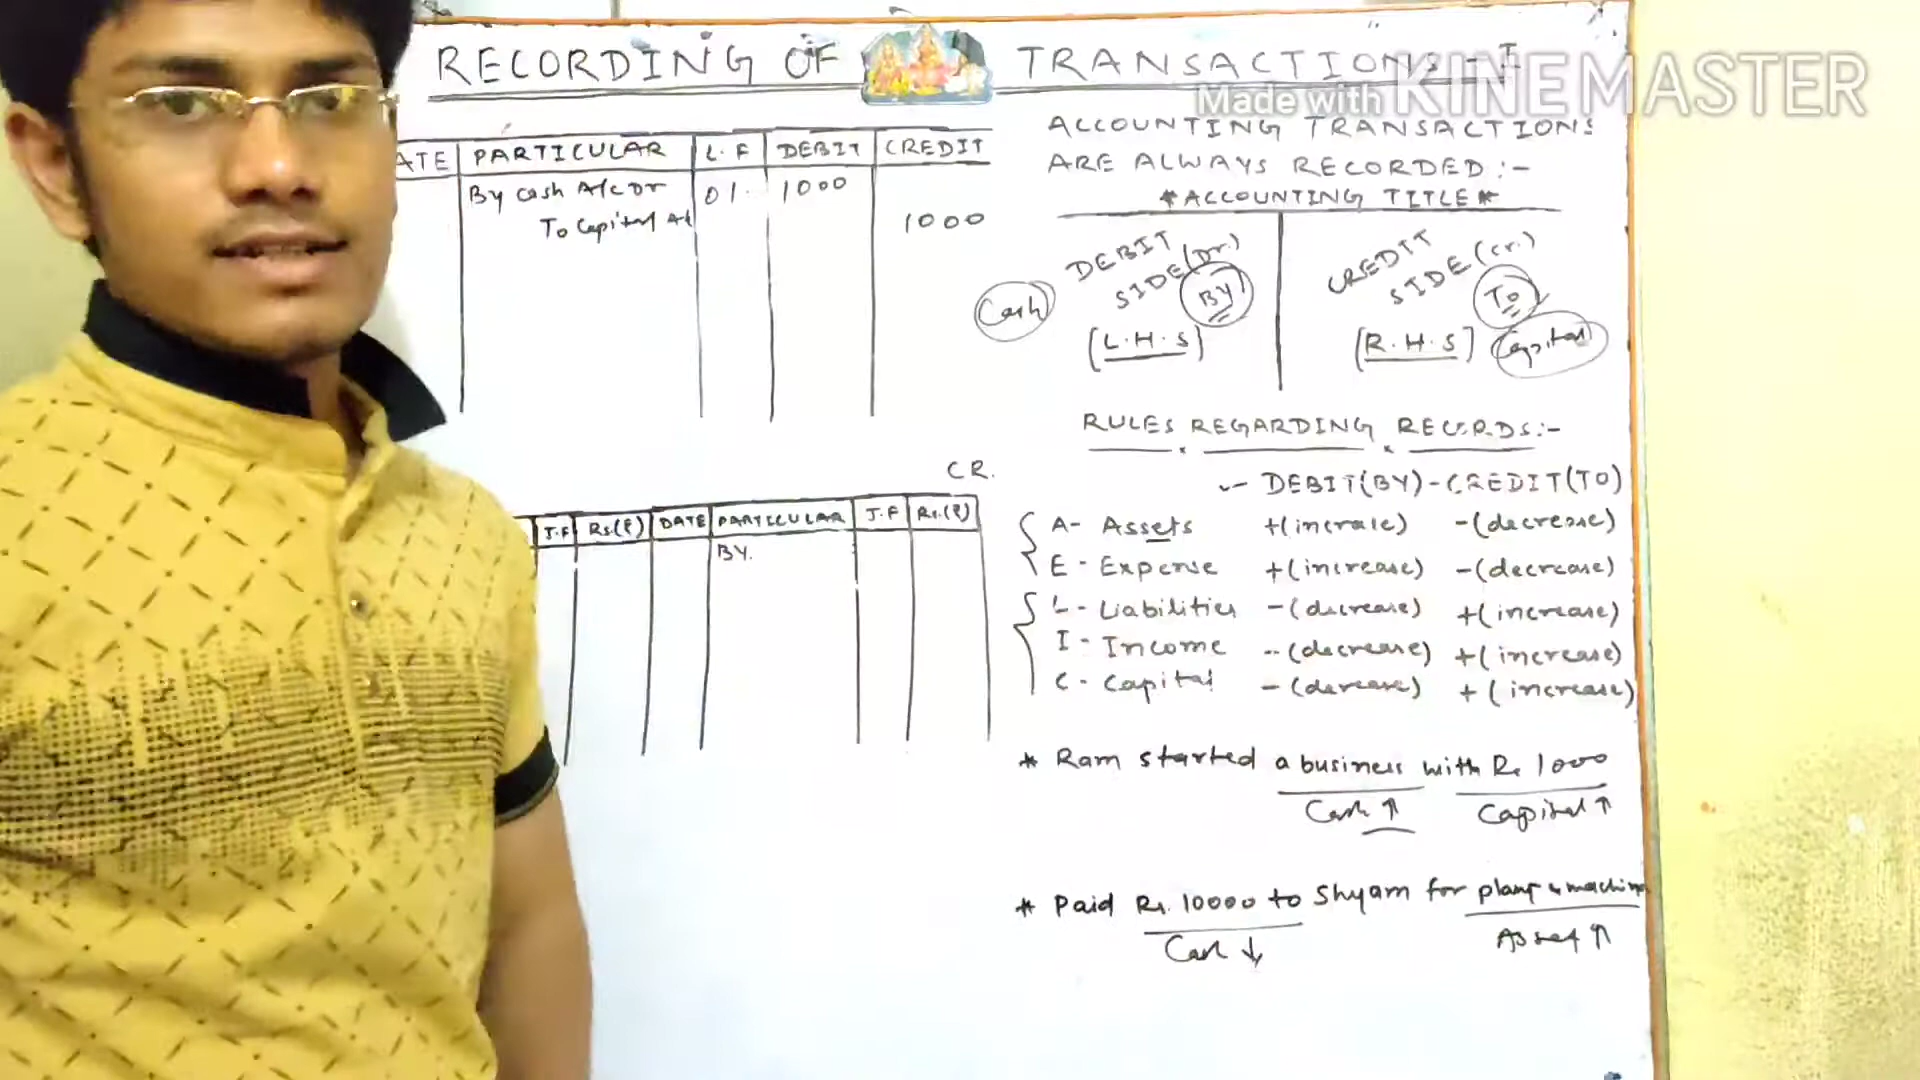 RECORDING OF TRANSACTIONS - I
Made with KINEMASTER
ATE PARTICULAR L.F DEBIT CREDIT
By Cash A/c Dr 01. 1000
To Capital A/c 1000
CR.
J.F Rs.(₹) DATE PARTICULAR J.F Rs.(₹)
BY.
ACCOUNTING TRANSACTIONS
ARE ALWAYS RECORDED :-
*ACCOUNTING TITLE*
DEBIT SIDE (Dr.)
BY
Cash
[L.H.S]
CREDIT SIDE (Cr.)
TO
[R.H.S] Capital
RULES REGARDING RECORDS:-
DEBIT(BY) - CREDIT(TO)
A- Assets +(increase) -(decrease)
E - Expense +(increase) -(decrease)
L - Liabilities -(decrease) +(increase)
I - Income -(decrease) +(increase)
C - Capital -(decrease) +(increase)
* Ram started a business with Rs 1000
Cash ↑ Capital ↑
* Paid Rs. 10000 to Shyam for plant & machin
Cash ↓ Asset ↑